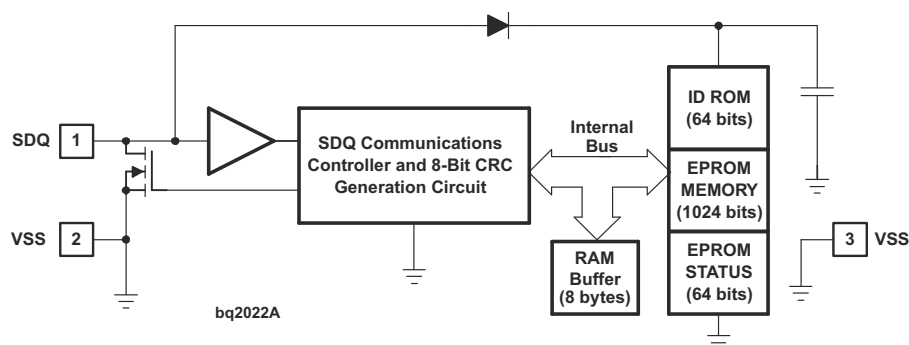 SDQ
1
VSS
2
SDQ Communications
Controller and 8-Bit CRC
Generation Circuit
Internal
Bus
RAM
Buffer
(8 bytes)
ID ROM
(64 bits)
EPROM
MEMORY
(1024 bits)
EPROM
STATUS
(64 bits)
3
VSS
bq2022A